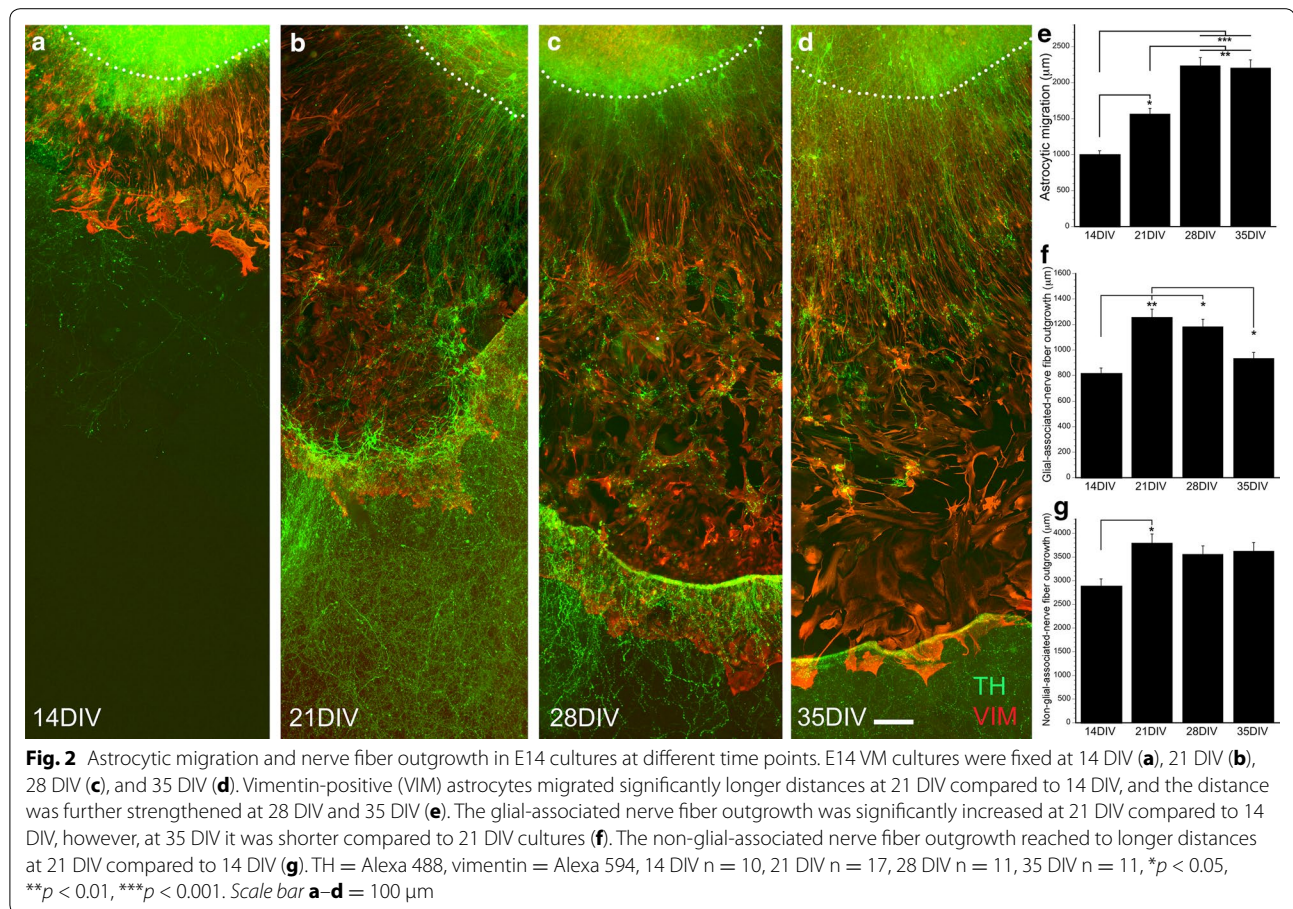 a
14DIV
b
21DIV
c
28DIV
d
TH
VIM
35DIV
e
Astrocytic migration (µm)
2500
2000
1500
1000
500
0
***
**
*
14DIV 21DIV 28DIV 35DIV
f
Glial-associated-nerve fiber outgrowth (µm)
1600
1400
1200
1000
800
600
400
200
0
**
*
*
14DIV 21DIV 28DIV 35DIV
g
Non-glial-associated-nerve fiber outgrowth (µm)
3500
3000
2500
2000
1500
1000
500
0
*
14DIV 21DIV 28DIV 35DIV
Fig. 2 Astrocytic migration and nerve fiber outgrowth in E14 cultures at different time points. E14 VM cultures were fixed at 14 DIV (a), 21 DIV (b),
28 DIV (c), and 35 DIV (d). Vimentin-positive (VIM) astrocytes migrated significantly longer distances at 21 DIV compared to 14 DIV, and the distance
was further strengthened at 28 DIV and 35 DIV (e). The glial-associated nerve fiber outgrowth was significantly increased at 21 DIV compared to 14
DIV, however, at 35 DIV it was shorter compared to 21 DIV cultures (f). The non-glial-associated nerve fiber outgrowth reached to longer distances
at 21 DIV compared to 14 DIV (g). TH = Alexa 488, vimentin = Alexa 594, 14 DIV n = 10, 21 DIV n = 17, 28 DIV n = 11, 35 DIV n = 11, *p < 0.05,
**p < 0.01, ***p < 0.001. Scale bar a–d = 100 µm